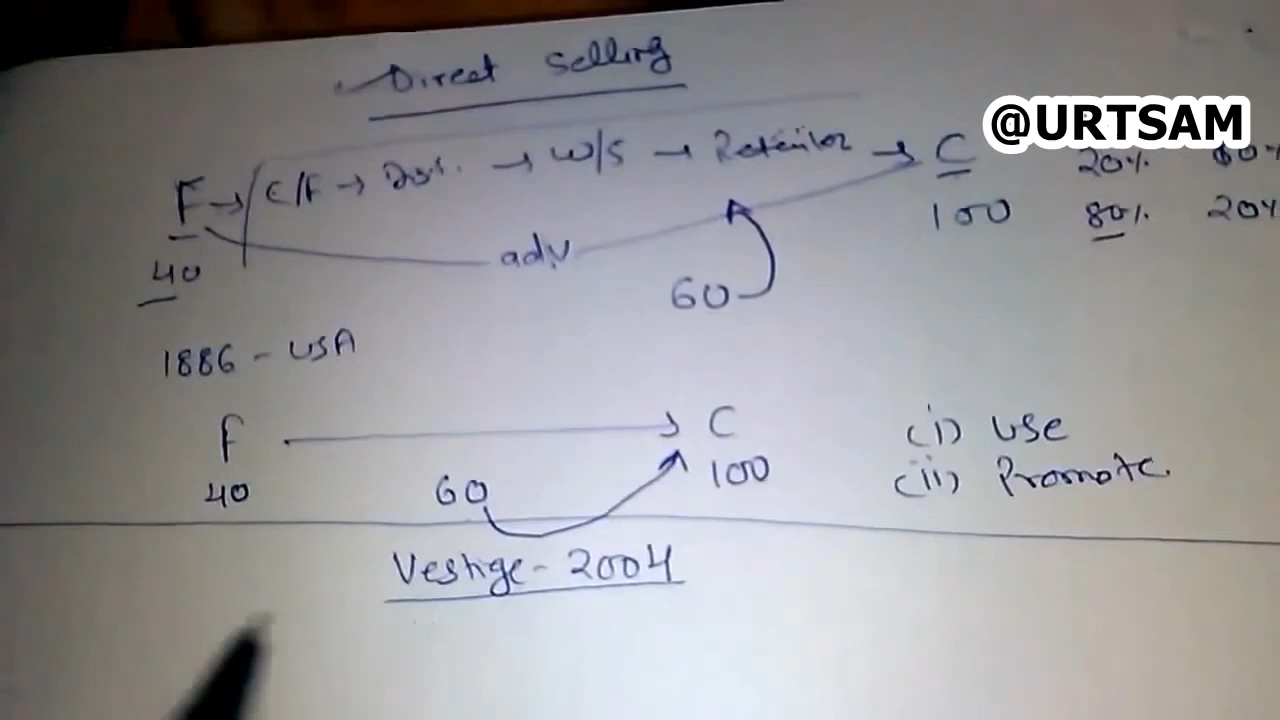 Direct Selling
@URTSAM
F → C/F → Dis. → W/S → Retailer → C 20%
40 adv 100 80% 20%
60
1886 - USA
F → C (i) Use
40 60 100 (ii) Promote
Vestige - 2004